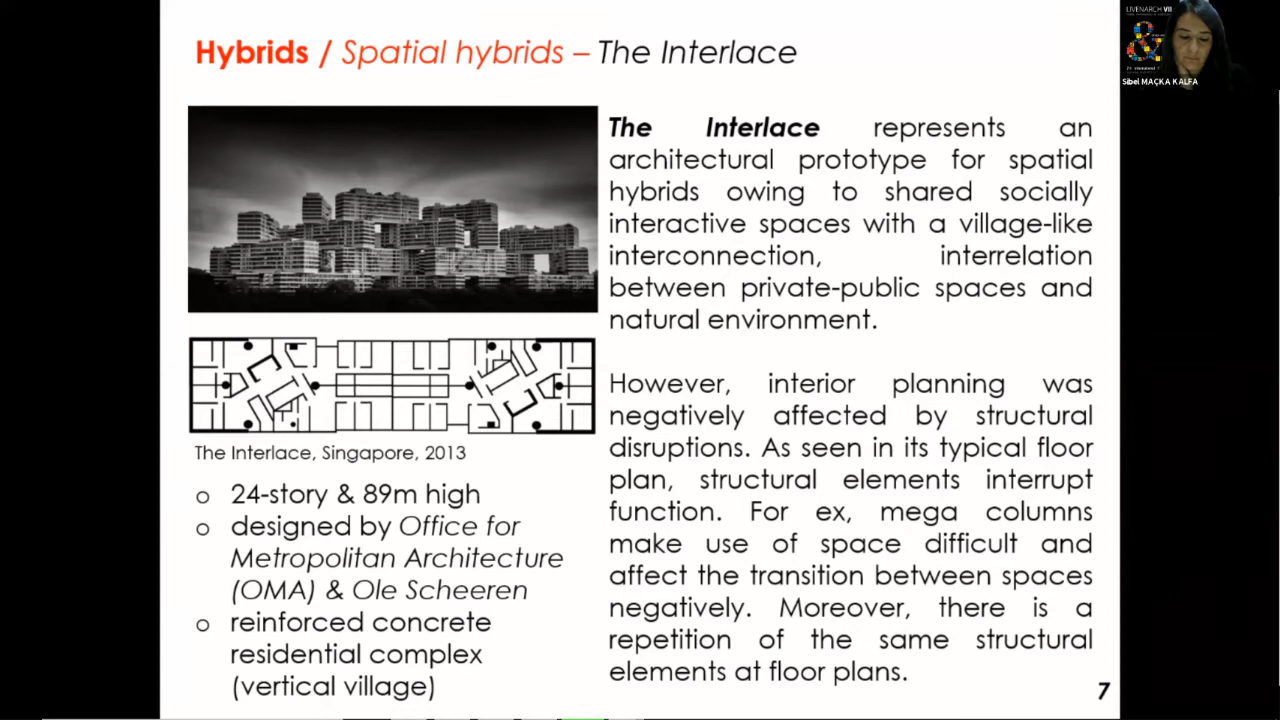 Hybrids / Spatial hybrids – The Interlace
The Interlace represents an
architectural prototype for spatial
hybrids owing to shared socially
interactive spaces with a village-like
interconnection, interrelation
between private-public spaces and
natural environment.
However, interior planning was
negatively affected by structural
disruptions. As seen in its typical floor
plan, structural elements interrupt
function. For ex, mega columns
make use of space difficult and
affect the transition between spaces
negatively. Moreover, there is a
repetition of the same structural
elements at floor plans.
The Interlace, Singapore, 2013
o 24-story & 89m high
o designed by Office for
Metropolitan Architecture
(OMA) & Ole Scheeren
o reinforced concrete
residential complex
(vertical village)
7
LIVENARCH VII
&
Sibel MAÇKA KALFA